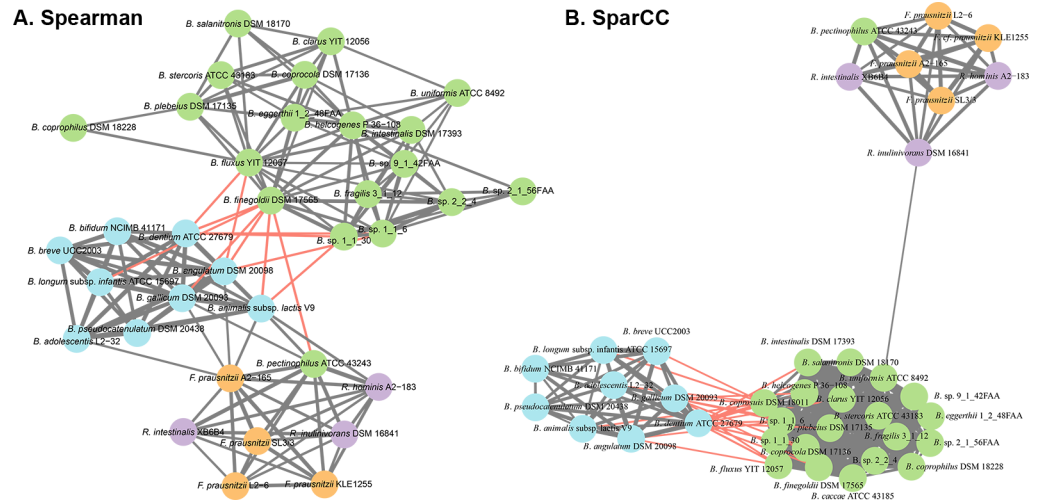 A. Spearman
B. salanitronis DSM 18170
B. clarus YIT 12056
B. stercoris ATCC 43183
B. coprocola DSM 17136
B. uniformis ATCC 8492
B. plebeius DSM 17135
B. eggerthii 1_2_48FAA
B. coprophilus DSM 18228
B. helcogenes P 36-108
B. intestinalis DSM 17393
B. fluxus YIT 12057
B. sp. 9_1_42FAA
B. fragilis 3_1_12
B. sp. 2_1_56FAA
B. finegoldii DSM 17565
B. sp. 2_2_4
B. sp. 1_1_6
B. sp. 1_1_30
B. bifidum NCIMB 41171
B. dentium ATCC 27679
B. breve UCC2003
B. engulatum DSM 20098
B. longum subsp. infantis ATCC 15697
B. gallicum DSM 20093
B. animalis subsp. lactis V9
B. pseudocatenulatum DSM 20438
B. adolescentis L2-32
B. pectinophilus ATCC 43243
F. prausnitzii A2-165
R. hominis A2-183
R. intestinalis XB6B4
R. inulinivorans DSM 16841
F. prausnitzii SL3/3
F. prausnitzii L2-6
F. prausnitzii KLE1255
B. SparCC
F. prausnitzii L2-6
B. pectinophilus ATCC 43243
F. cf. prausnitzii KLE1255
F. prausnitzii A2-165
R. intestinalis XB6B4
R. hominis A2-183
F. prausnitzii SL3/3
R. inulinivorans DSM 16841
B. breve UCC2003
B. longum subsp. infantis ATCC 15697
B. bifidum NCIMB 41171
B. adolescentis L2-32
B. gallicum DSM 20093
B. pseudocatenulatum DSM 20438
B. dentium ATCC 27679
B. animalis subsp. lactis V9
B. angulatum DSM 20098
B. intestinalis DSM 17393
B. salanitronis DSM 18170
B. uniformis ATCC 8492
B. helcogenes P 36-108
B. sp. 9_1_42FAA
B. coprosuis DSM 18011
B. clarus YIT 12056
B. eggerthii 1_2_48FAA
B. stercoris ATCC 43183
B. sp. 1_1_6
B. plebeius DSM 17135
B. fragilis 3_1_12
B. sp. 2_1_56FAA
B. sp. 1_1_30
B. coprocola DSM 17136
B. sp. 2_2_4
B. fluxus YIT 12057
B. coprophilus DSM 18228
B. finegoldii DSM 17565
B. caccae ATCC 43185